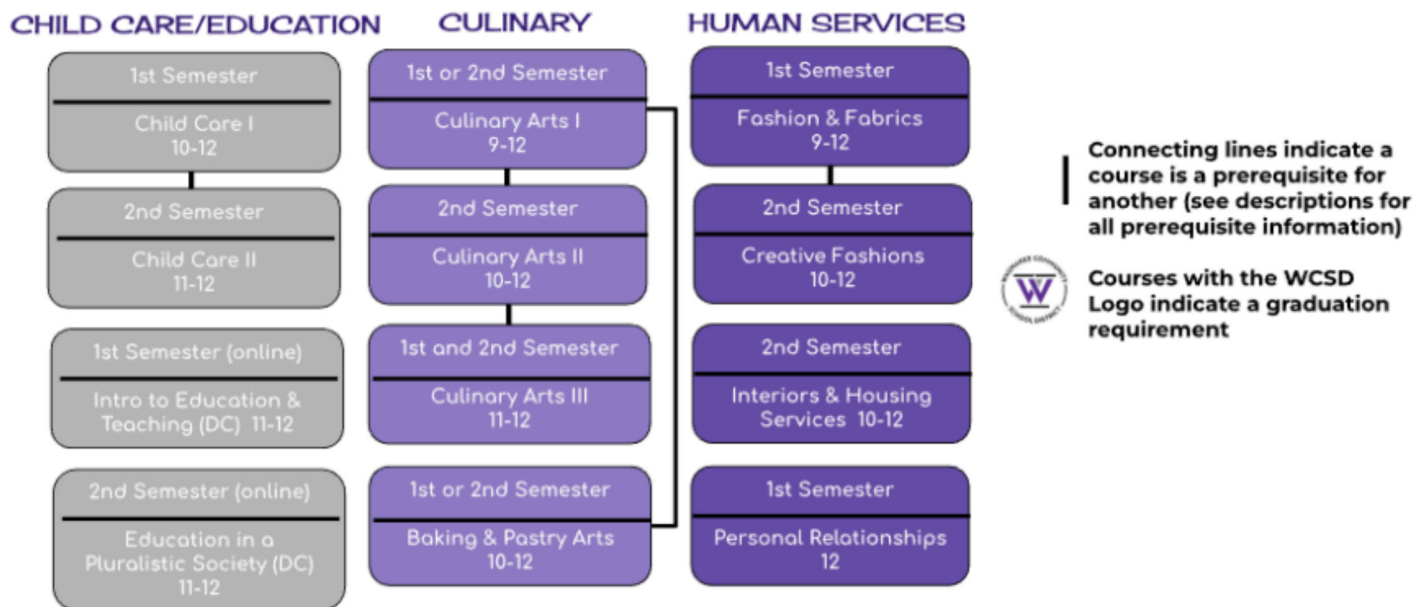 CHILD CARE/EDUCATION
1st Semester
Child Care I
10-12
2nd Semester
Child Care II
11-12
1st Semester (online)
Intro to Education &
Teaching (DC) 11-12
2nd Semester (online)
Education in a
Pluralistic Society (DC)
11-12
CULINARY
1st or 2nd Semester
Culinary Arts I
9-12
2nd Semester
Culinary Arts II
10-12
1st and 2nd Semester
Culinary Arts III
11-12
1st or 2nd Semester
Baking & Pastry Arts
10-12
HUMAN SERVICES
1st Semester
Fashion & Fabrics
9-12
2nd Semester
Creative Fashions
10-12
2nd Semester
Interiors & Housing
Services 10-12
1st Semester
Personal Relationships
12
Connecting lines indicate a
course is a prerequisite for
another (see descriptions for
all prerequisite information)
W
SCHOOL DISTRICT
Courses with the WCSD
Logo indicate a graduation
requirement